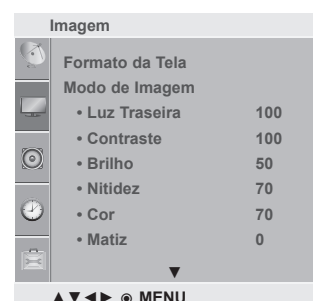 Imagem
Formato da Tela
Modo de Imagem
• Luz Traseira 100
• Contraste 100
• Brilho 50
• Nitidez 70
• Cor 70
• Matiz 0
▼
▲▼◄► ◉ MENU